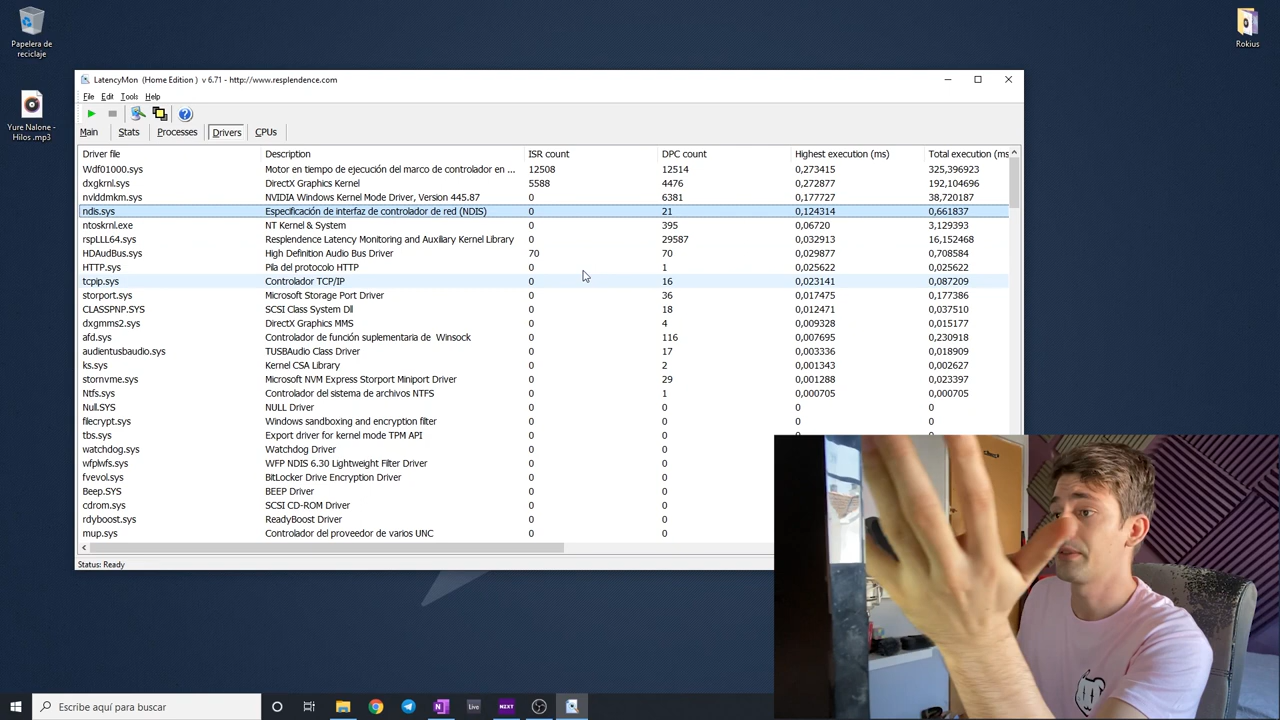 Papelera de
reciclaje
Rokius
Yure Nalone -
Hilos .mp3
LatencyMon (Home Edition ) v 6.71 - http://www.resplendence.com
File Edit Tools Help
Main Stats Processes Drivers CPUs
Driver file Description ISR count DPC count Highest execution (ms) Total execution (ms
Wdf01000.sys Motor en tiempo de ejecución del marco de controlador en ... 12508 12514 0,273415 325,396923
dxgkrnl.sys DirectX Graphics Kernel 5588 4476 0,272877 192,104696
nvlddmkm.sys NVIDIA Windows Kernel Mode Driver, Version 445.87 0 6381 0,177727 38,720187
ndis.sys Especificación de interfaz de controlador de red (NDIS) 0 21 0,124314 0,661837
ntoskrnl.exe NT Kernel & System 0 395 0,06720 3,129393
rspLLL64.sys Resplendence Latency Monitoring and Auxiliary Kernel Library 0 29587 0,032913 16,152468
HDAudBus.sys High Definition Audio Bus Driver 70 70 0,029877 0,708584
HTTP.sys Pila del protocolo HTTP 0 1 0,025622 0,025622
tcpip.sys Controlador TCP/IP 0 16 0,023141 0,087209
storport.sys Microsoft Storage Port Driver 0 36 0,017475 0,177386
CLASSPNP.SYS SCSI Class System Dll 0 18 0,012471 0,037510
dxgmms2.sys DirectX Graphics MMS 0 4 0,009328 0,015177
afd.sys Controlador de función suplementaria de Winsock 0 116 0,007695 0,230918
audientusbaudio.sys TUSBAudio Class Driver 0 17 0,003336 0,018909
ks.sys Kernel CSA Library 0 2 0,001343 0,002627
stornvme.sys Microsoft NVM Express Storport Miniport Driver 0 29 0,001288 0,023397
Ntfs.sys Controlador del sistema de archivos NTFS 0 1 0,000705 0,000705
Null.SYS NULL Driver 0 0 0 0
filecrypt.sys Windows sandboxing and encryption filter 0 0 0 0
tbs.sys Export driver for kernel mode TPM API 0 0
watchdog.sys Watchdog Driver 0 0
wfplwfs.sys WFP NDIS 6.30 Lightweight Filter Driver 0 0
fvevol.sys BitLocker Drive Encryption Driver 0 0
Beep.SYS BEEP Driver 0 0
cdrom.sys SCSI CD-ROM Driver 0 0
rdyboost.sys ReadyBoost Driver 0 0
mup.sys Controlador del proveedor de varios UNC 0 0
Status: Ready
Escribe aquí para buscar
Live
NZXT